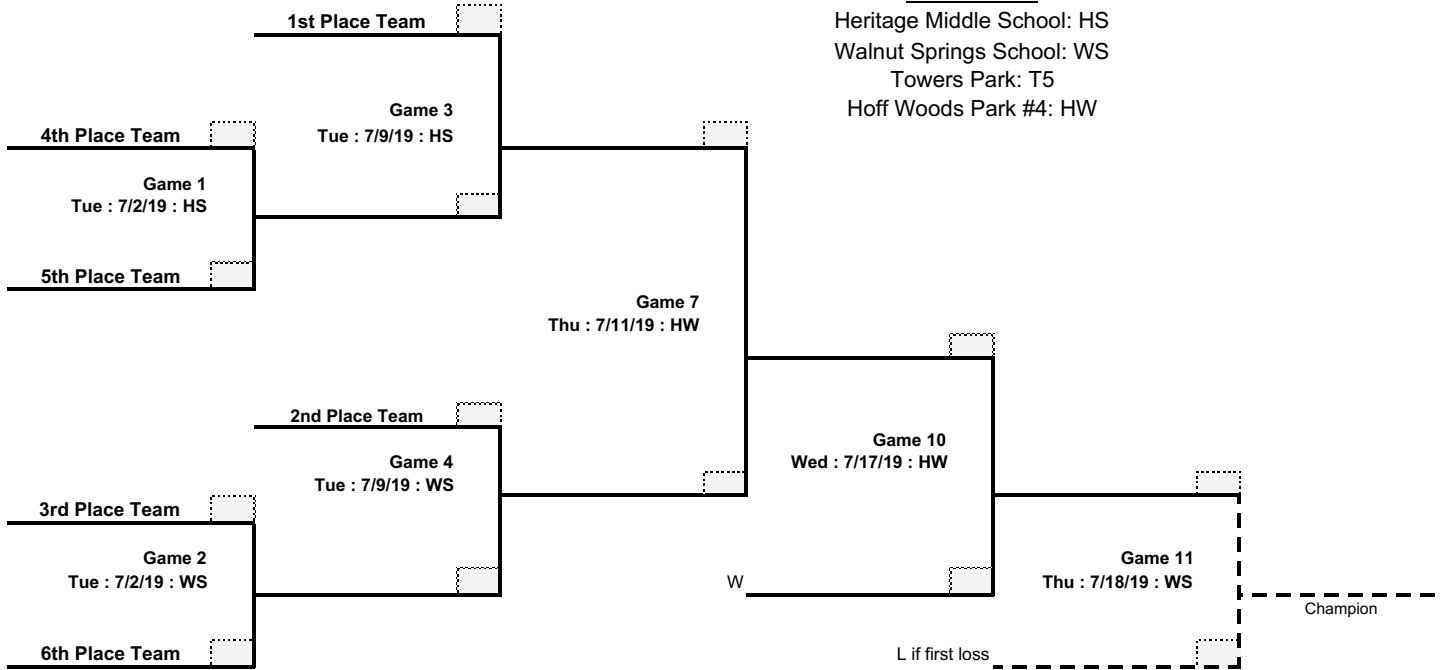 1st Place Team
Heritage Middle School: HS
Walnut Springs School: WS
Towers Park: T5
Hoff Woods Park #4: HW
Game 3
Tue : 7/9/19 : HS
4th Place Team
Game 1
Tue : 7/2/19 : HS
5th Place Team
Game 7
Thu : 7/11/19 : HW
2nd Place Team
Game 4
Tue : 7/9/19 : WS
Game 10
Wed : 7/17/19 : HW
3rd Place Team
Game 2
Tue : 7/2/19 : WS
Game 11
Thu : 7/18/19 : WS
W
Champion
6th Place Team
L if first loss